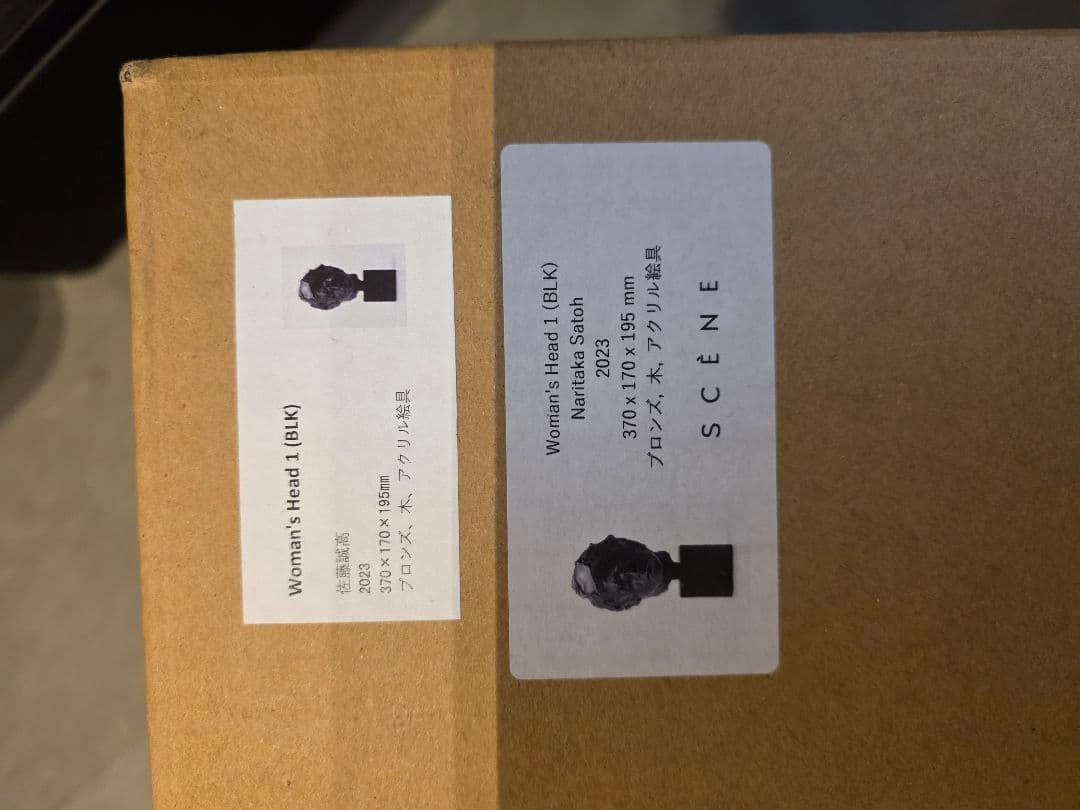 Woman's Head 1 (BLK)
佐藤誠高
2023
370×170×195㎜
ブロンズ、木、アクリル絵具
Woman's Head 1 (BLK)
Naritaka Satoh
2023
370 x 170 x 195 mm
ブロンズ, 木, アクリル絵具
SCÈNE